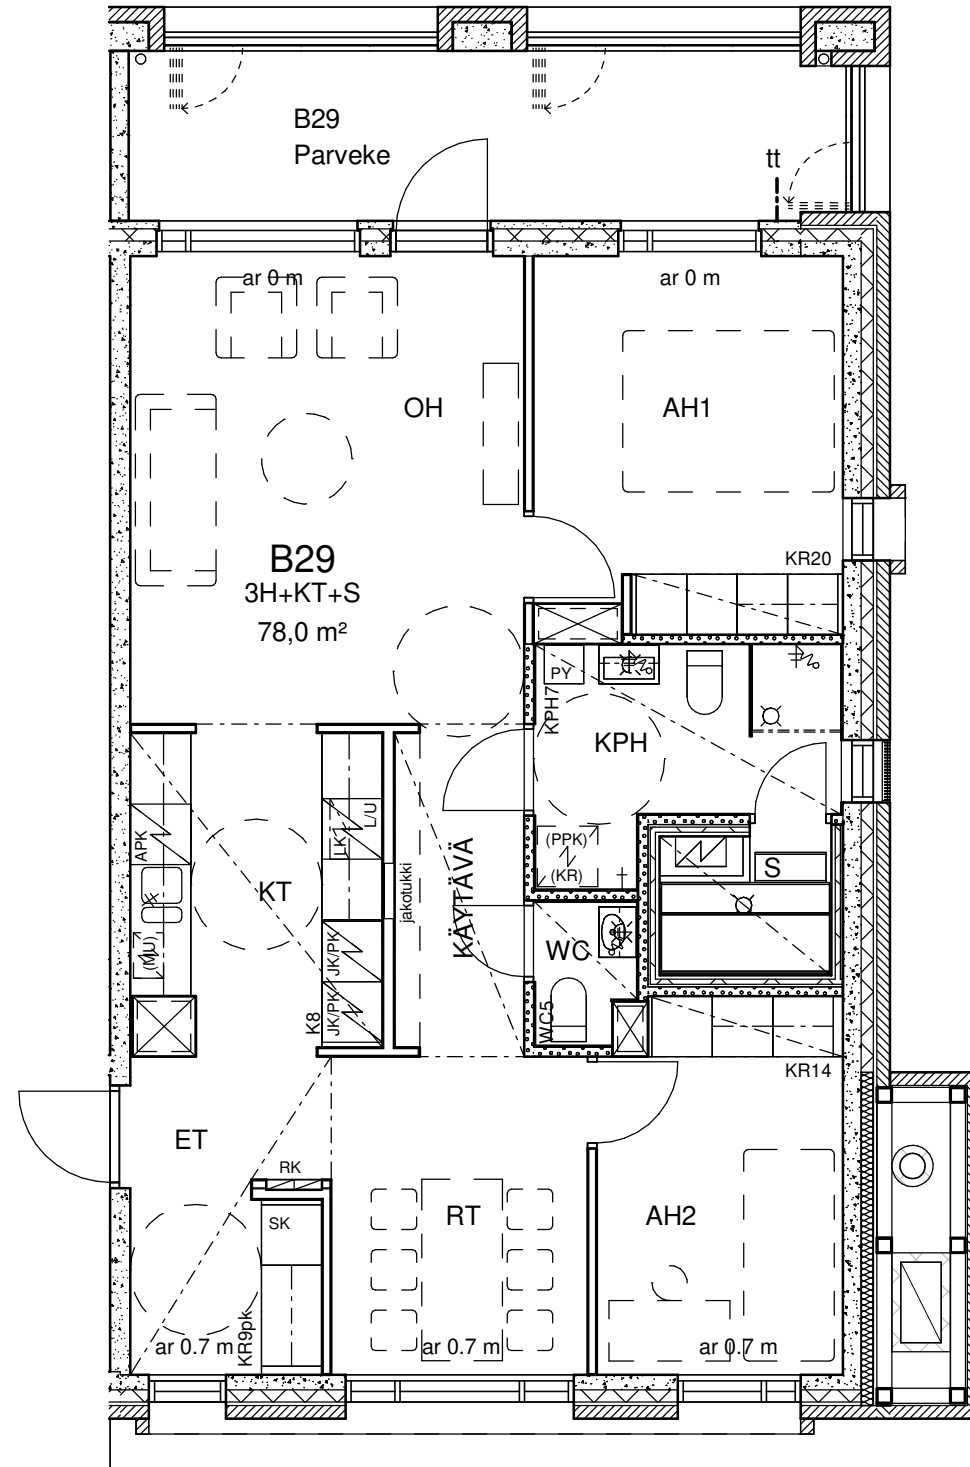 B29
Parveke
tt
ar 0 m
ar 0 m
OH
AH1
B29
3H+KT+S
78,0 m²
KR20
PY
KPH7
KPH
L/U
LK
APK
KT
jakotukki
KÄYTÄVÄ
(PPK)
(KR)
S
(MU)
JK/PK
JK/PK
K8
WC
WC5
KR14
ET
RK
SK
RT
AH2
KR9pk
ar 0.7 m
ar 0.7 m
ar 0.7 m